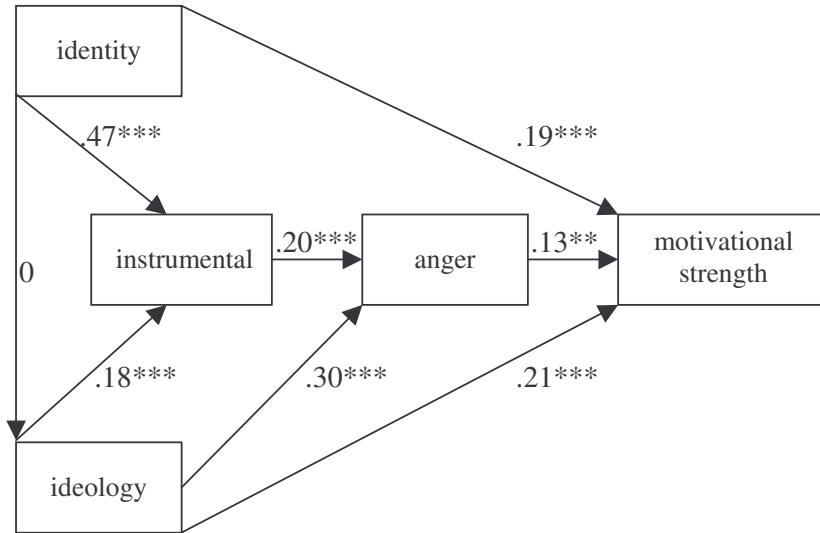 identity
.47***
.19***
instrumental
.20***
anger
.13**
motivational
strength
0
.18***
.30***
.21***
ideology